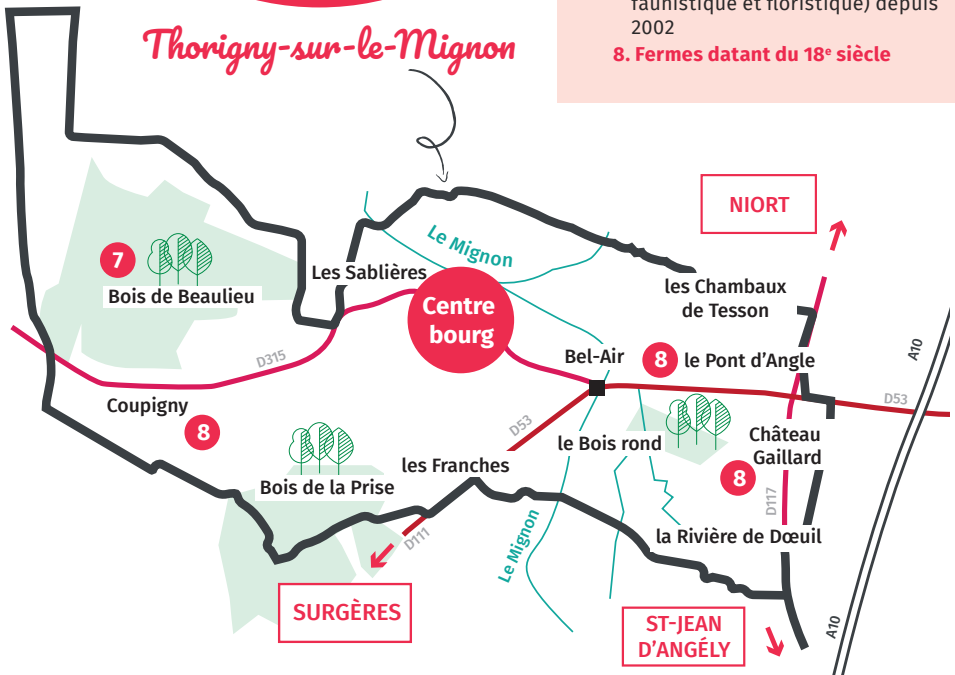 faunistique et floristique) depuis
2002
8. Fermes datant du 18e siècle
Thorigny-sur-le-Mignon
NIORT
Le Mignon
7
Bois de Beaulieu
Les Sablières
Centre
bourg
les Chambaux
de Tesson
A10
D315
Bel-Air
8
le Pont d'Angle
D53
Coupigny
8
D53
le Bois rond
Château
Gaillard
8
les Franches
Bois de la Prise
D117
D111
Le Mignon
la Rivière de Dœuil
SURGÈRES
ST-JEAN
D'ANGÉLY
A10